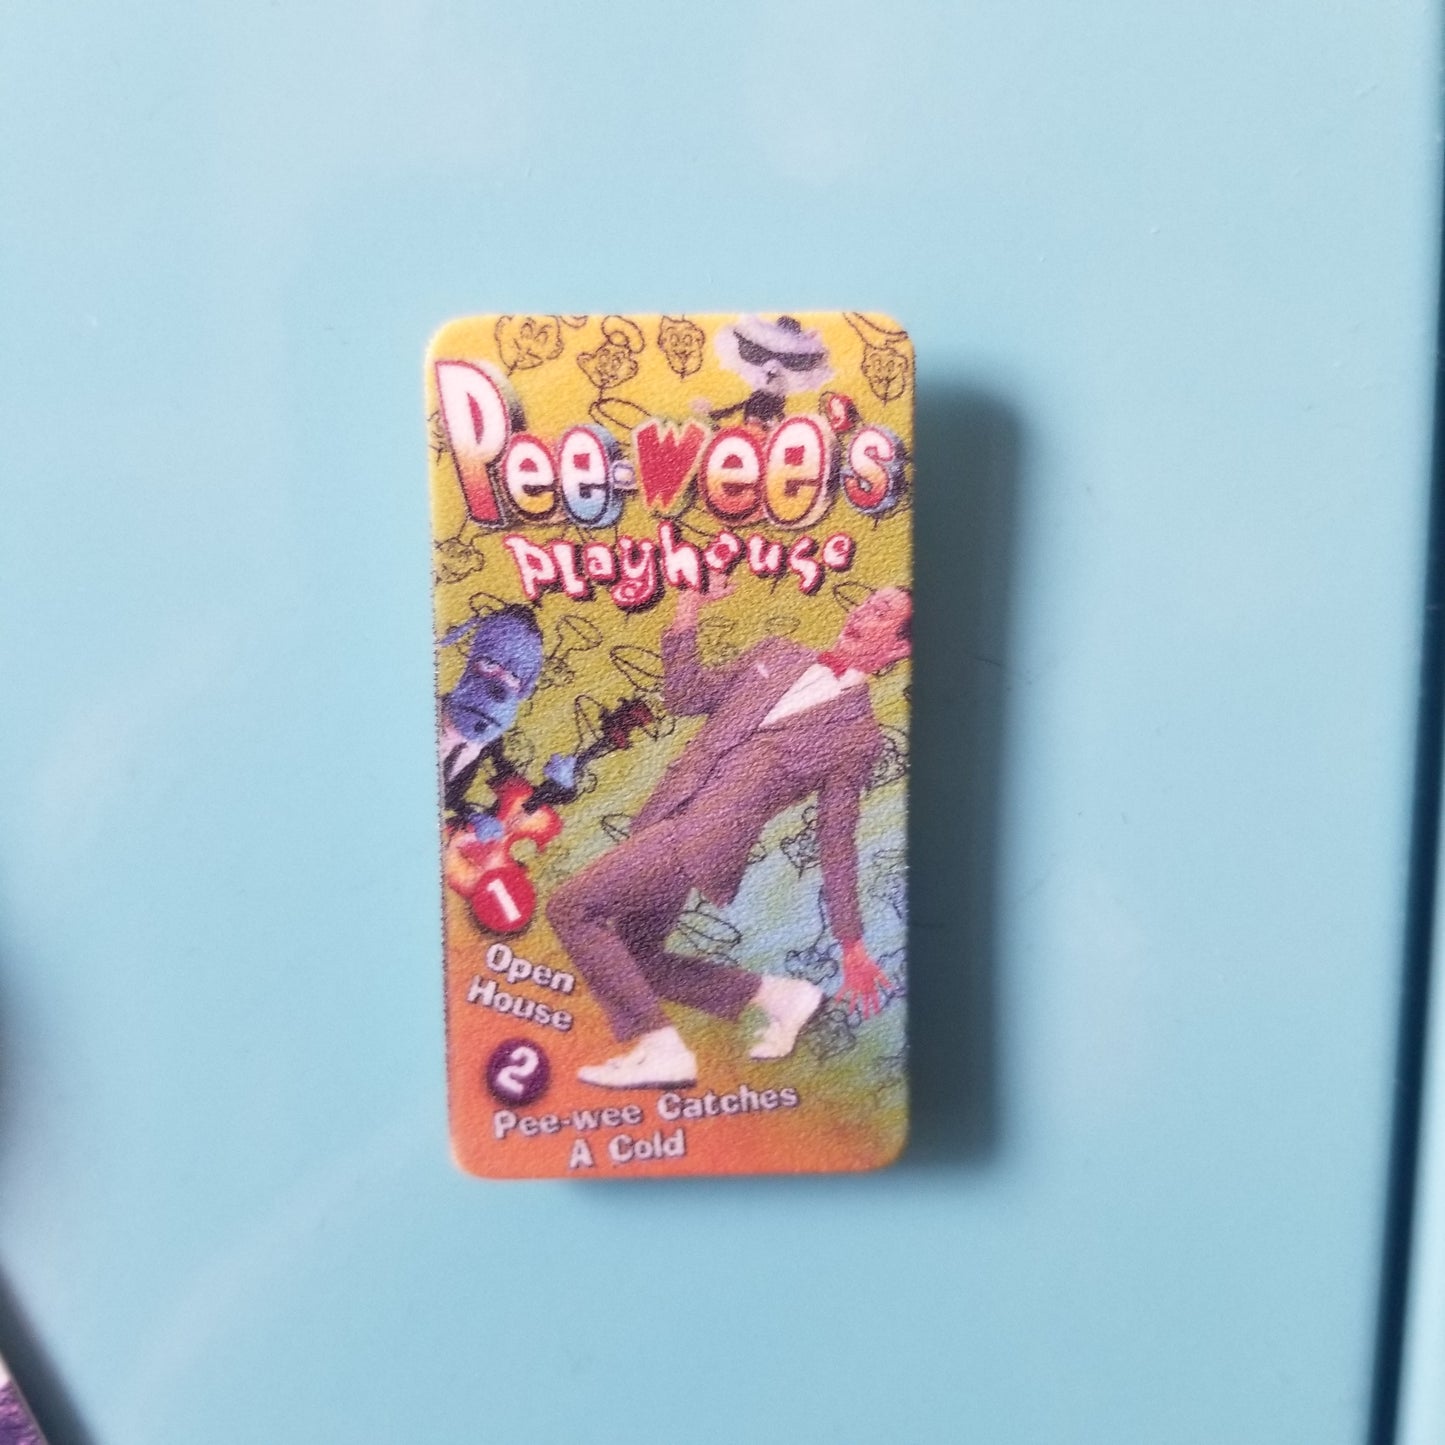 Pee-wee's
Playhouse
1
Open
House
2
Pee-wee Catches
A Cold